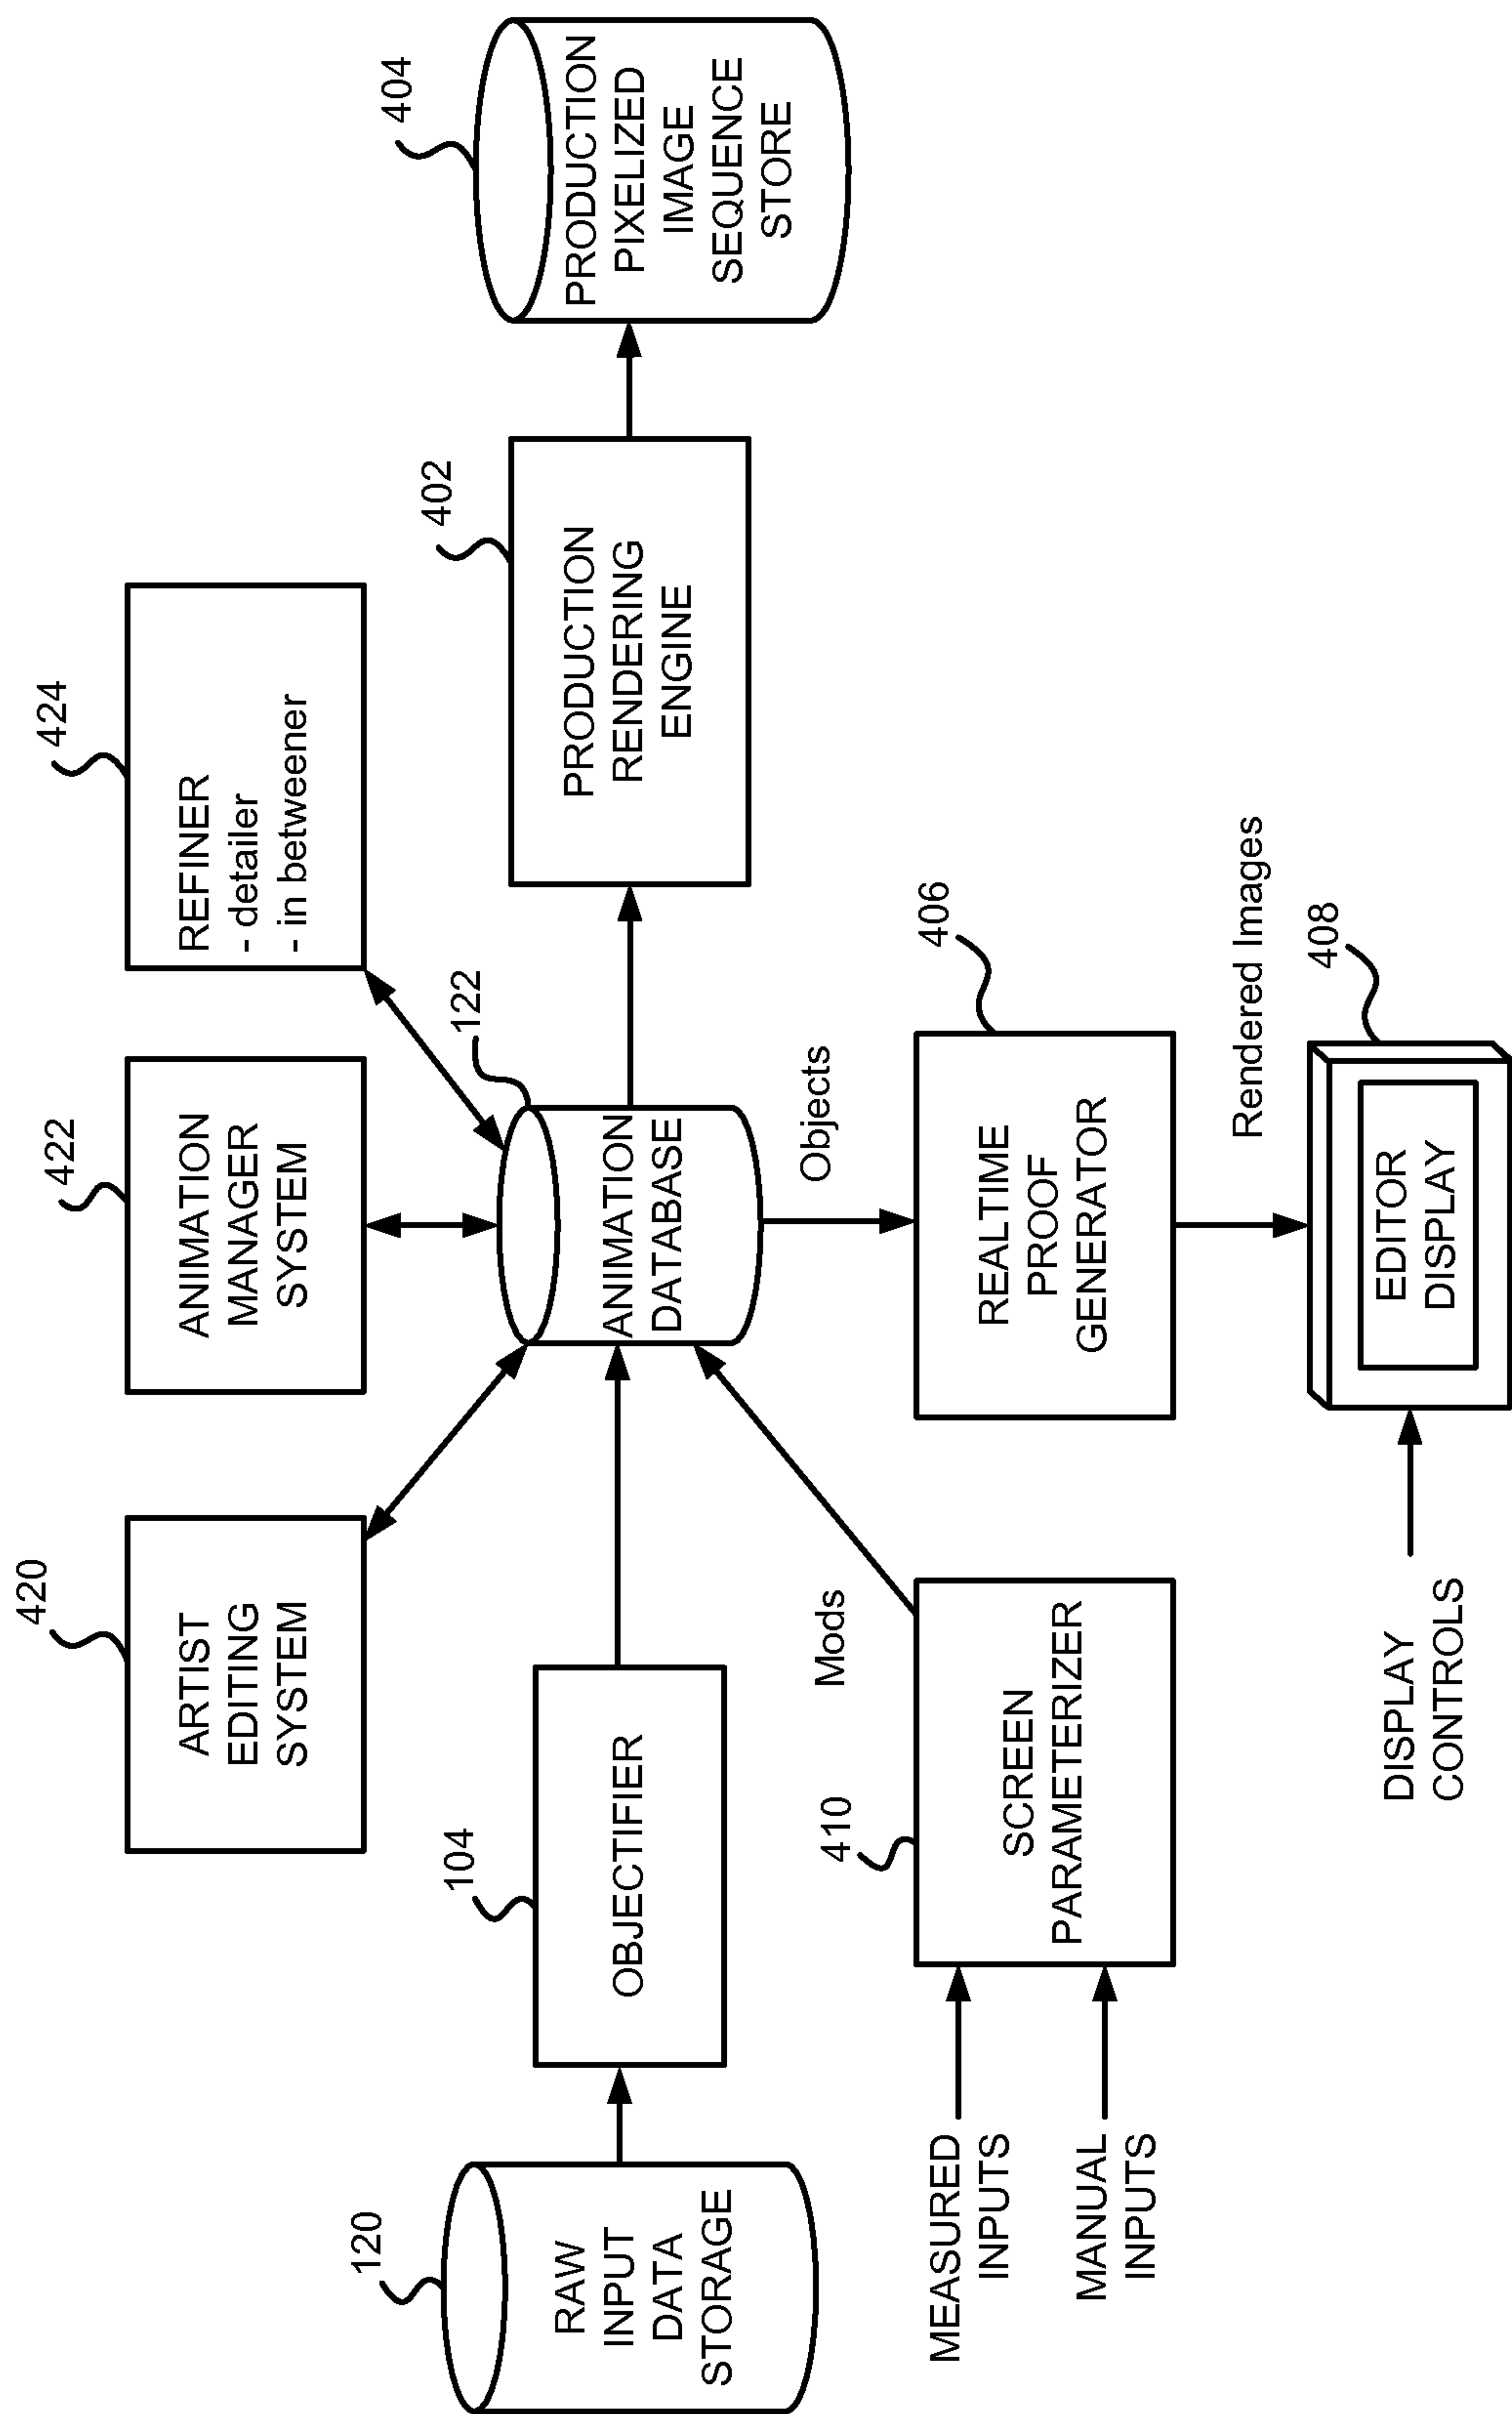 420
ARTIST
EDITING
SYSTEM
422
ANIMATION
MANAGER
SYSTEM
424
REFINER
- detailer
- in betweener
120
RAW
INPUT
DATA
STORAGE
104
OBJECTIFIER
122
ANIMATION
DATABASE
402
PRODUCTION
RENDERING
ENGINE
404
PRODUCTION
PIXELIZED
IMAGE
SEQUENCE
STORE
Mods
Objects
MEASURED
INPUTS
MANUAL
INPUTS
410
SCREEN
PARAMETERIZER
406
REALTIME
PROOF
GENERATOR
Rendered Images
DISPLAY
CONTROLS
408
EDITOR
DISPLAY